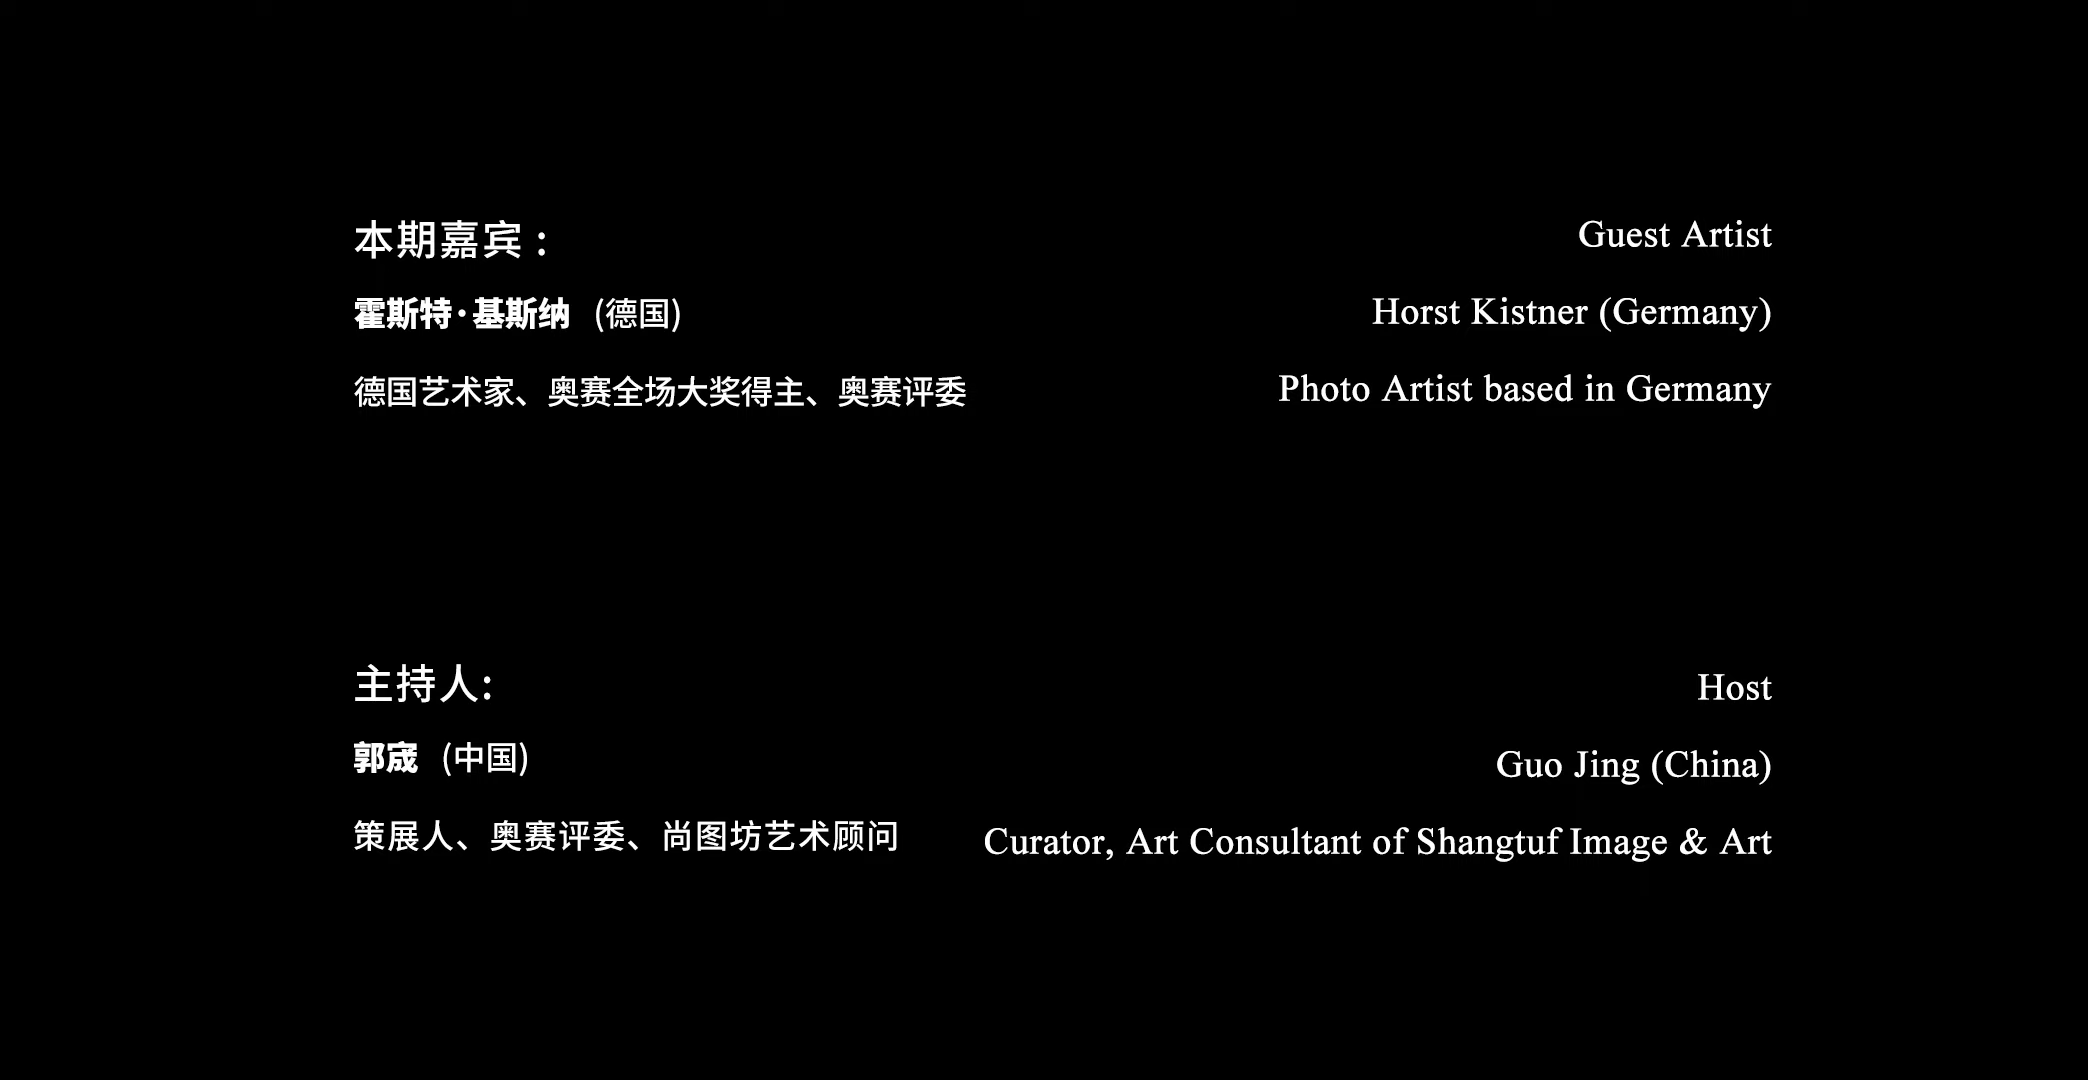 本期嘉宾：
霍斯特·基斯纳 (德国)
德国艺术家、奥赛全场大奖得主、奥赛评委
Guest Artist
Horst Kistner (Germany)
Photo Artist based in Germany
主持人:
郭宬 (中国)
策展人、奥赛评委、尚图坊艺术顾问
Host
Guo Jing (China)
Curator, Art Consultant of Shangtuf Image & Art